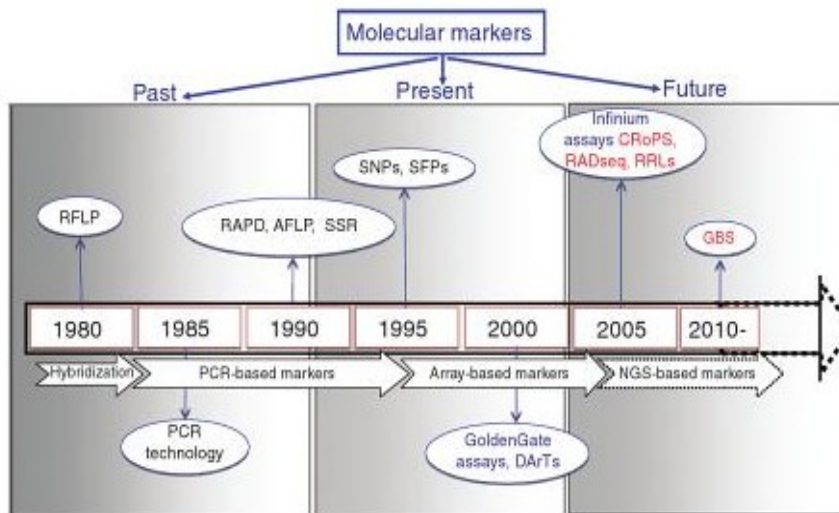 Molecular markers
Past
Present
Future
Infinium
assays CRoPS,
RADseq, RRLs
SNPs, SFPs
RFLP
RAPD, AFLP, SSR
GBS
1980
1985
1990
1995
2000
2005
2010-
Hybridization
PCR-based markers
Array-based markers
NGS-based markers
PCR
technology
GoldenGate
assays, DArTs